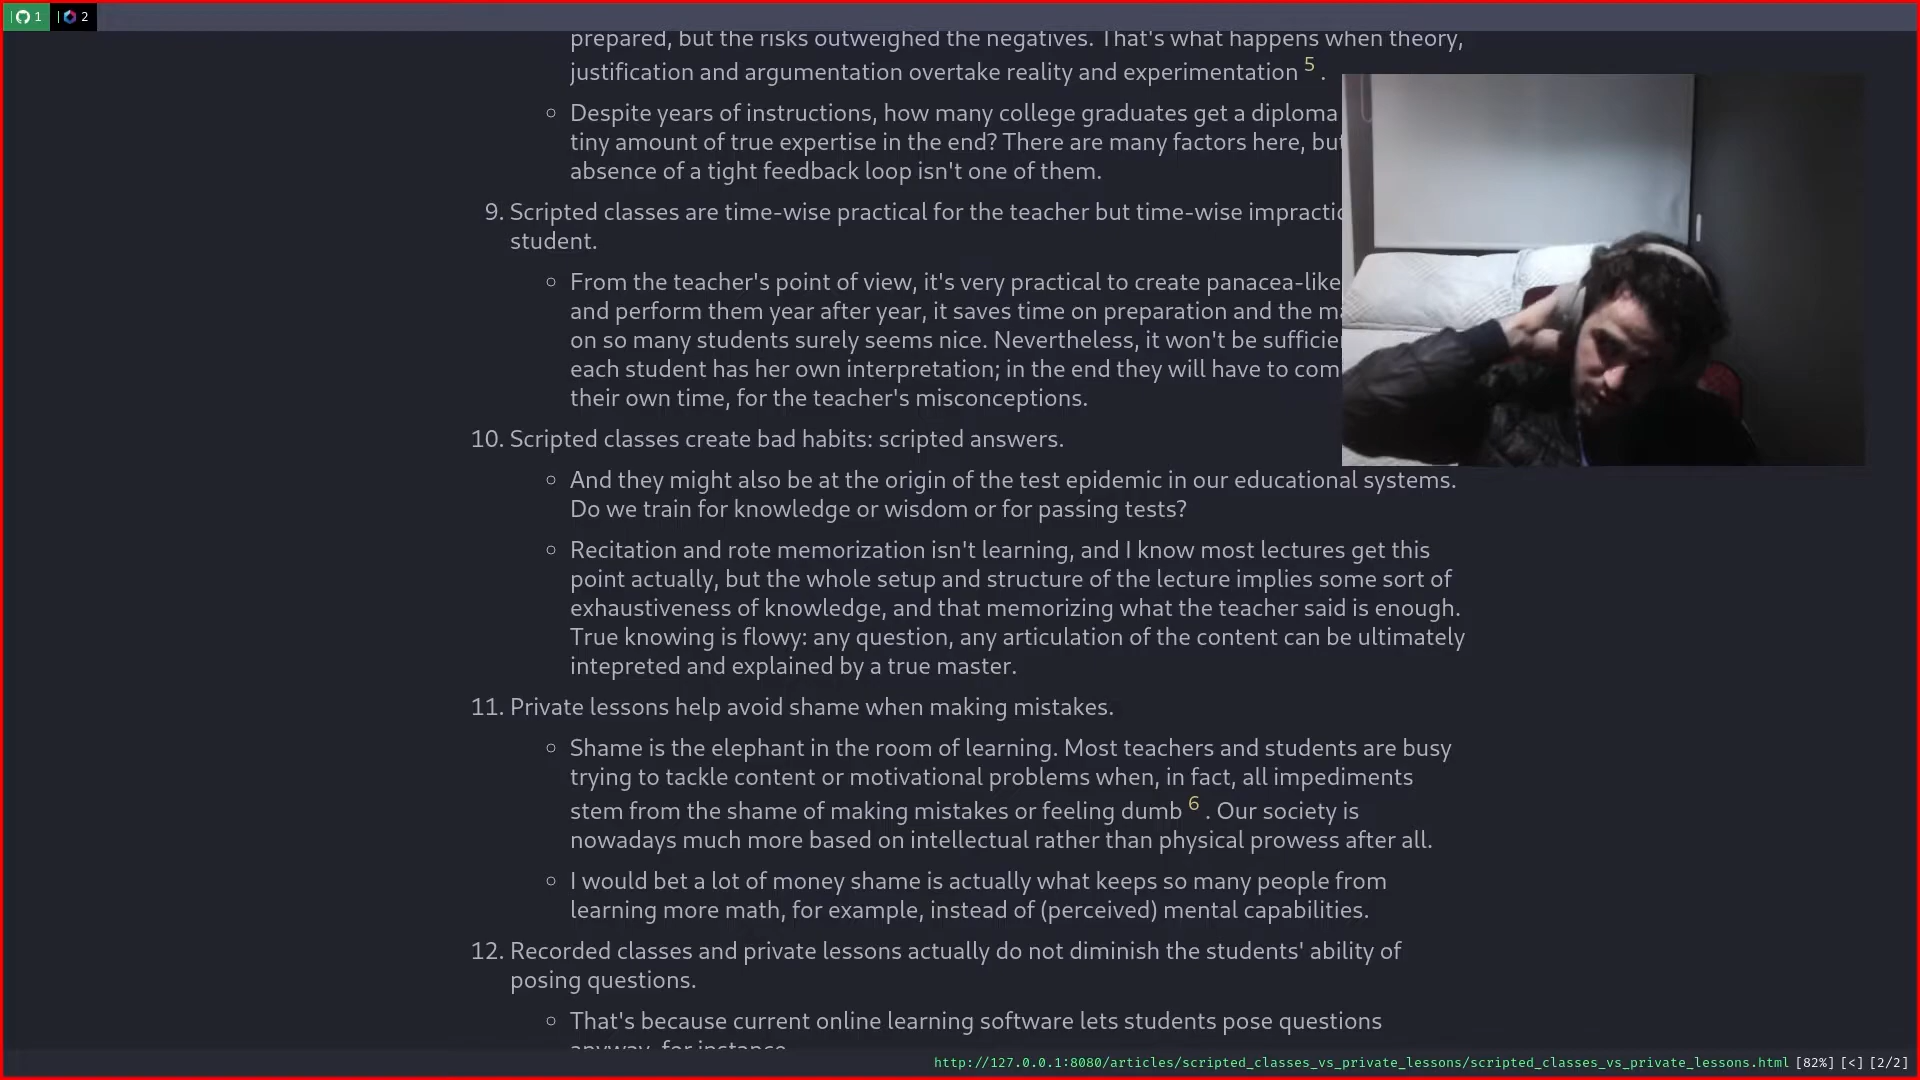 1 2
prepared, but the risks outweighed the negatives. That's what happens when theory,
justification and argumentation overtake reality and experimentation 5 .
Despite years of instructions, how many college graduates get a diploma
tiny amount of true expertise in the end? There are many factors here, but
absence of a tight feedback loop isn't one of them.
9. Scripted classes are time-wise practical for the teacher but time-wise
student.
From the teacher's point of view, it's very practical to create panacea-like
and perform them year after year, it saves time on preparation and the
on so many students surely seems nice. Nevertheless, it won't be
each student has her own interpretation; in the end they will have to
their own time, for the teacher's misconceptions.
10. Scripted classes create bad habits: scripted answers.
And they might also be at the origin of the test epidemic in our educational systems.
Do we train for knowledge or wisdom or for passing tests?
Recitation and rote memorization isn't learning, and I know most lectures get this
point actually, but the whole setup and structure of the lecture implies some sort of
exhaustiveness of knowledge, and that memorizing what the teacher said is enough.
True knowing is flowy: any question, any articulation of the content can be ultimately
intepreted and explained by a true master.
11. Private lessons help avoid shame when making mistakes.
Shame is the elephant in the room of learning. Most teachers and students are busy
trying to tackle content or motivational problems when, in fact, all impediments
stem from the shame of making mistakes or feeling dumb 6 . Our society is
nowadays much more based on intellectual rather than physical prowess after all.
I would bet a lot of money shame is actually what keeps so many people from
learning more math, for example, instead of (perceived) mental capabilities.
12. Recorded classes and private lessons actually do not diminish the students' ability of
posing questions.
That's because current online learning software lets students pose questions
anyway, for instance
http://127.0.0.1:8080/articles/scripted_classes_vs_private_lessons/scripted_classes_vs_private_lessons.html [82%] [<] [2/2]